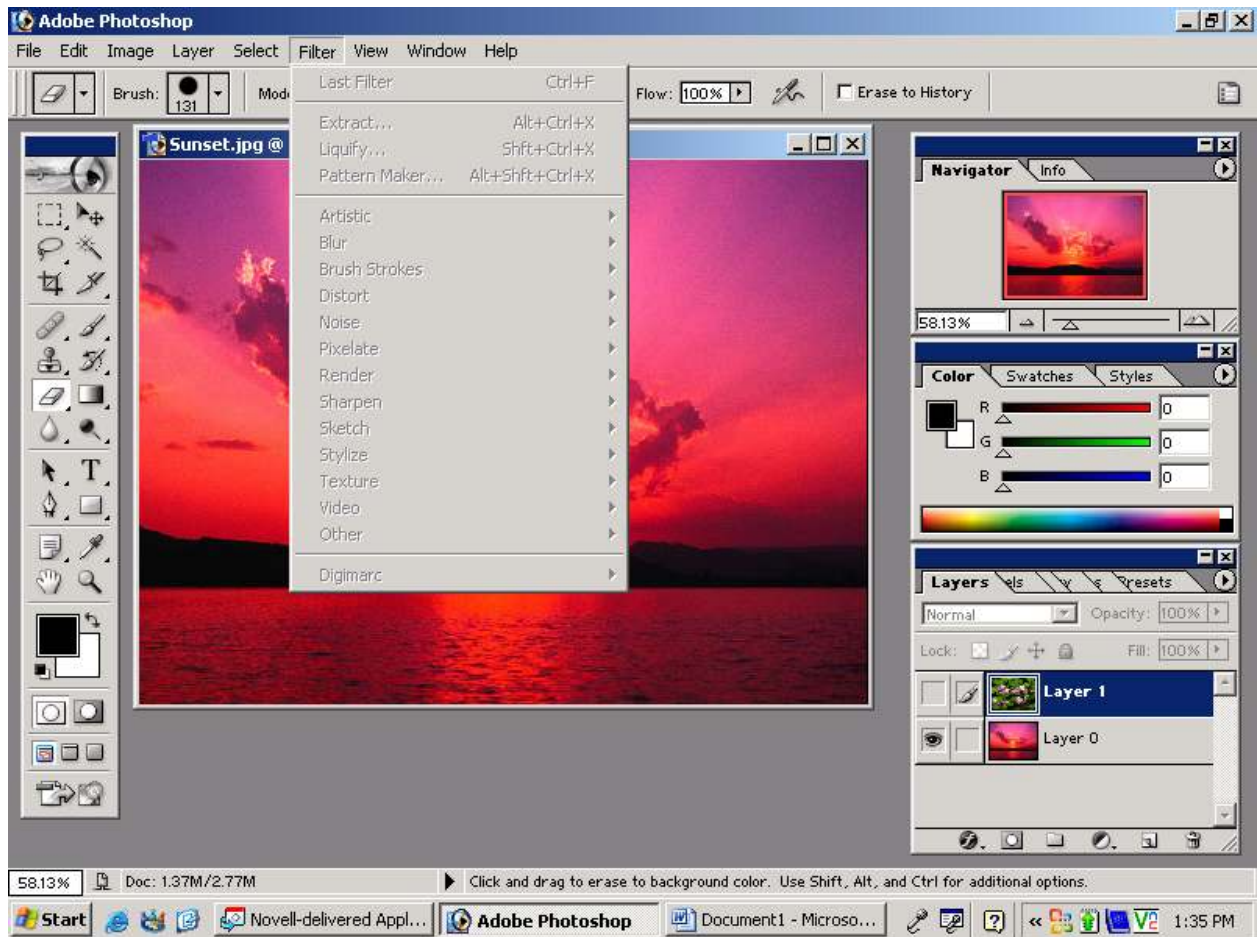 Adobe Photoshop
File Edit Image Layer Select Filter View Window Help
Brush: 131 Flow: 100% Erase to History
Last Filter Ctrl+F
Extract... Alt+Ctrl+X
Liquify... Shft+Ctrl+X
Pattern Maker... Alt+Shft+Ctrl+X
Artistic
Blur
Brush Strokes
Distort
Noise
Pixelate
Render
Sharpen
Sketch
Stylize
Texture
Video
Other
Digimarc
Sunset.jpg @
Navigator Info
58.13%
Color Swatches Styles
R 0
G 0
B 0
Layers els resets
Normal Opacity: 100%
Lock: Fill: 100%
Layer 1
Layer 0
T
58.13% Doc: 1.37M/2.77M Click and drag to erase to background color. Use Shift, Alt, and Ctrl for additional options.
Start Novell-delivered Appl... Adobe Photoshop Document1 - Microso... « V2 1:35 PM